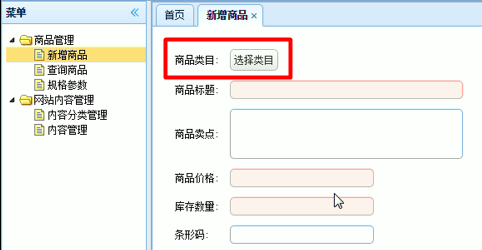 菜单
商品管理
新增商品
查询商品
规格参数
网站内容管理
内容分类管理
内容管理
首页 新增商品
商品类目: 选择类目
商品标题:
商品卖点:
商品价格:
库存数量:
条形码: